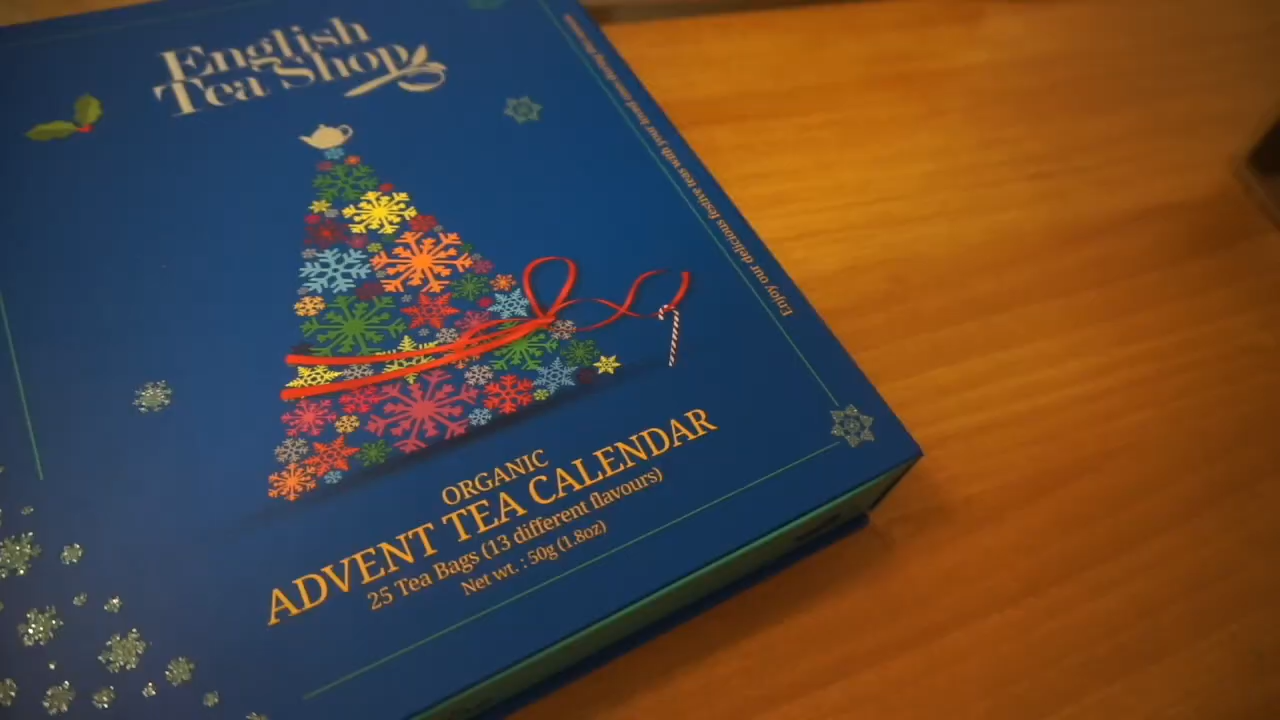 English
Tea Shop
ORGANIC
ADVENT TEA CALENDAR
25 Tea Bags (13 different flavours)
Net wt. : 50g (1.8oz)
Enjoy our delicious festive teas with your loved ones during